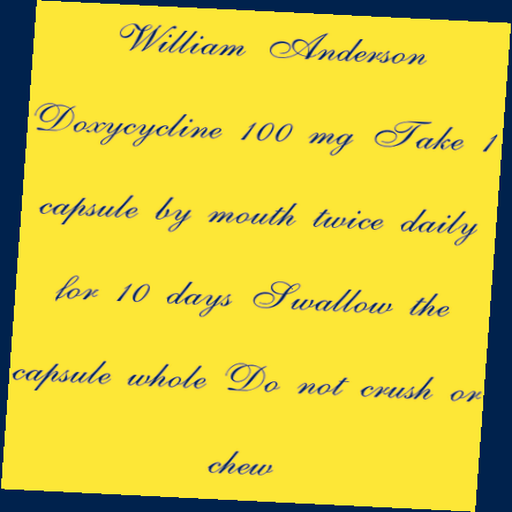 William Anderson
Doxycycline 100 mg Take 1
capsule by mouth twice daily
for 10 days Swallow the
capsule whole Do not crush or
chew